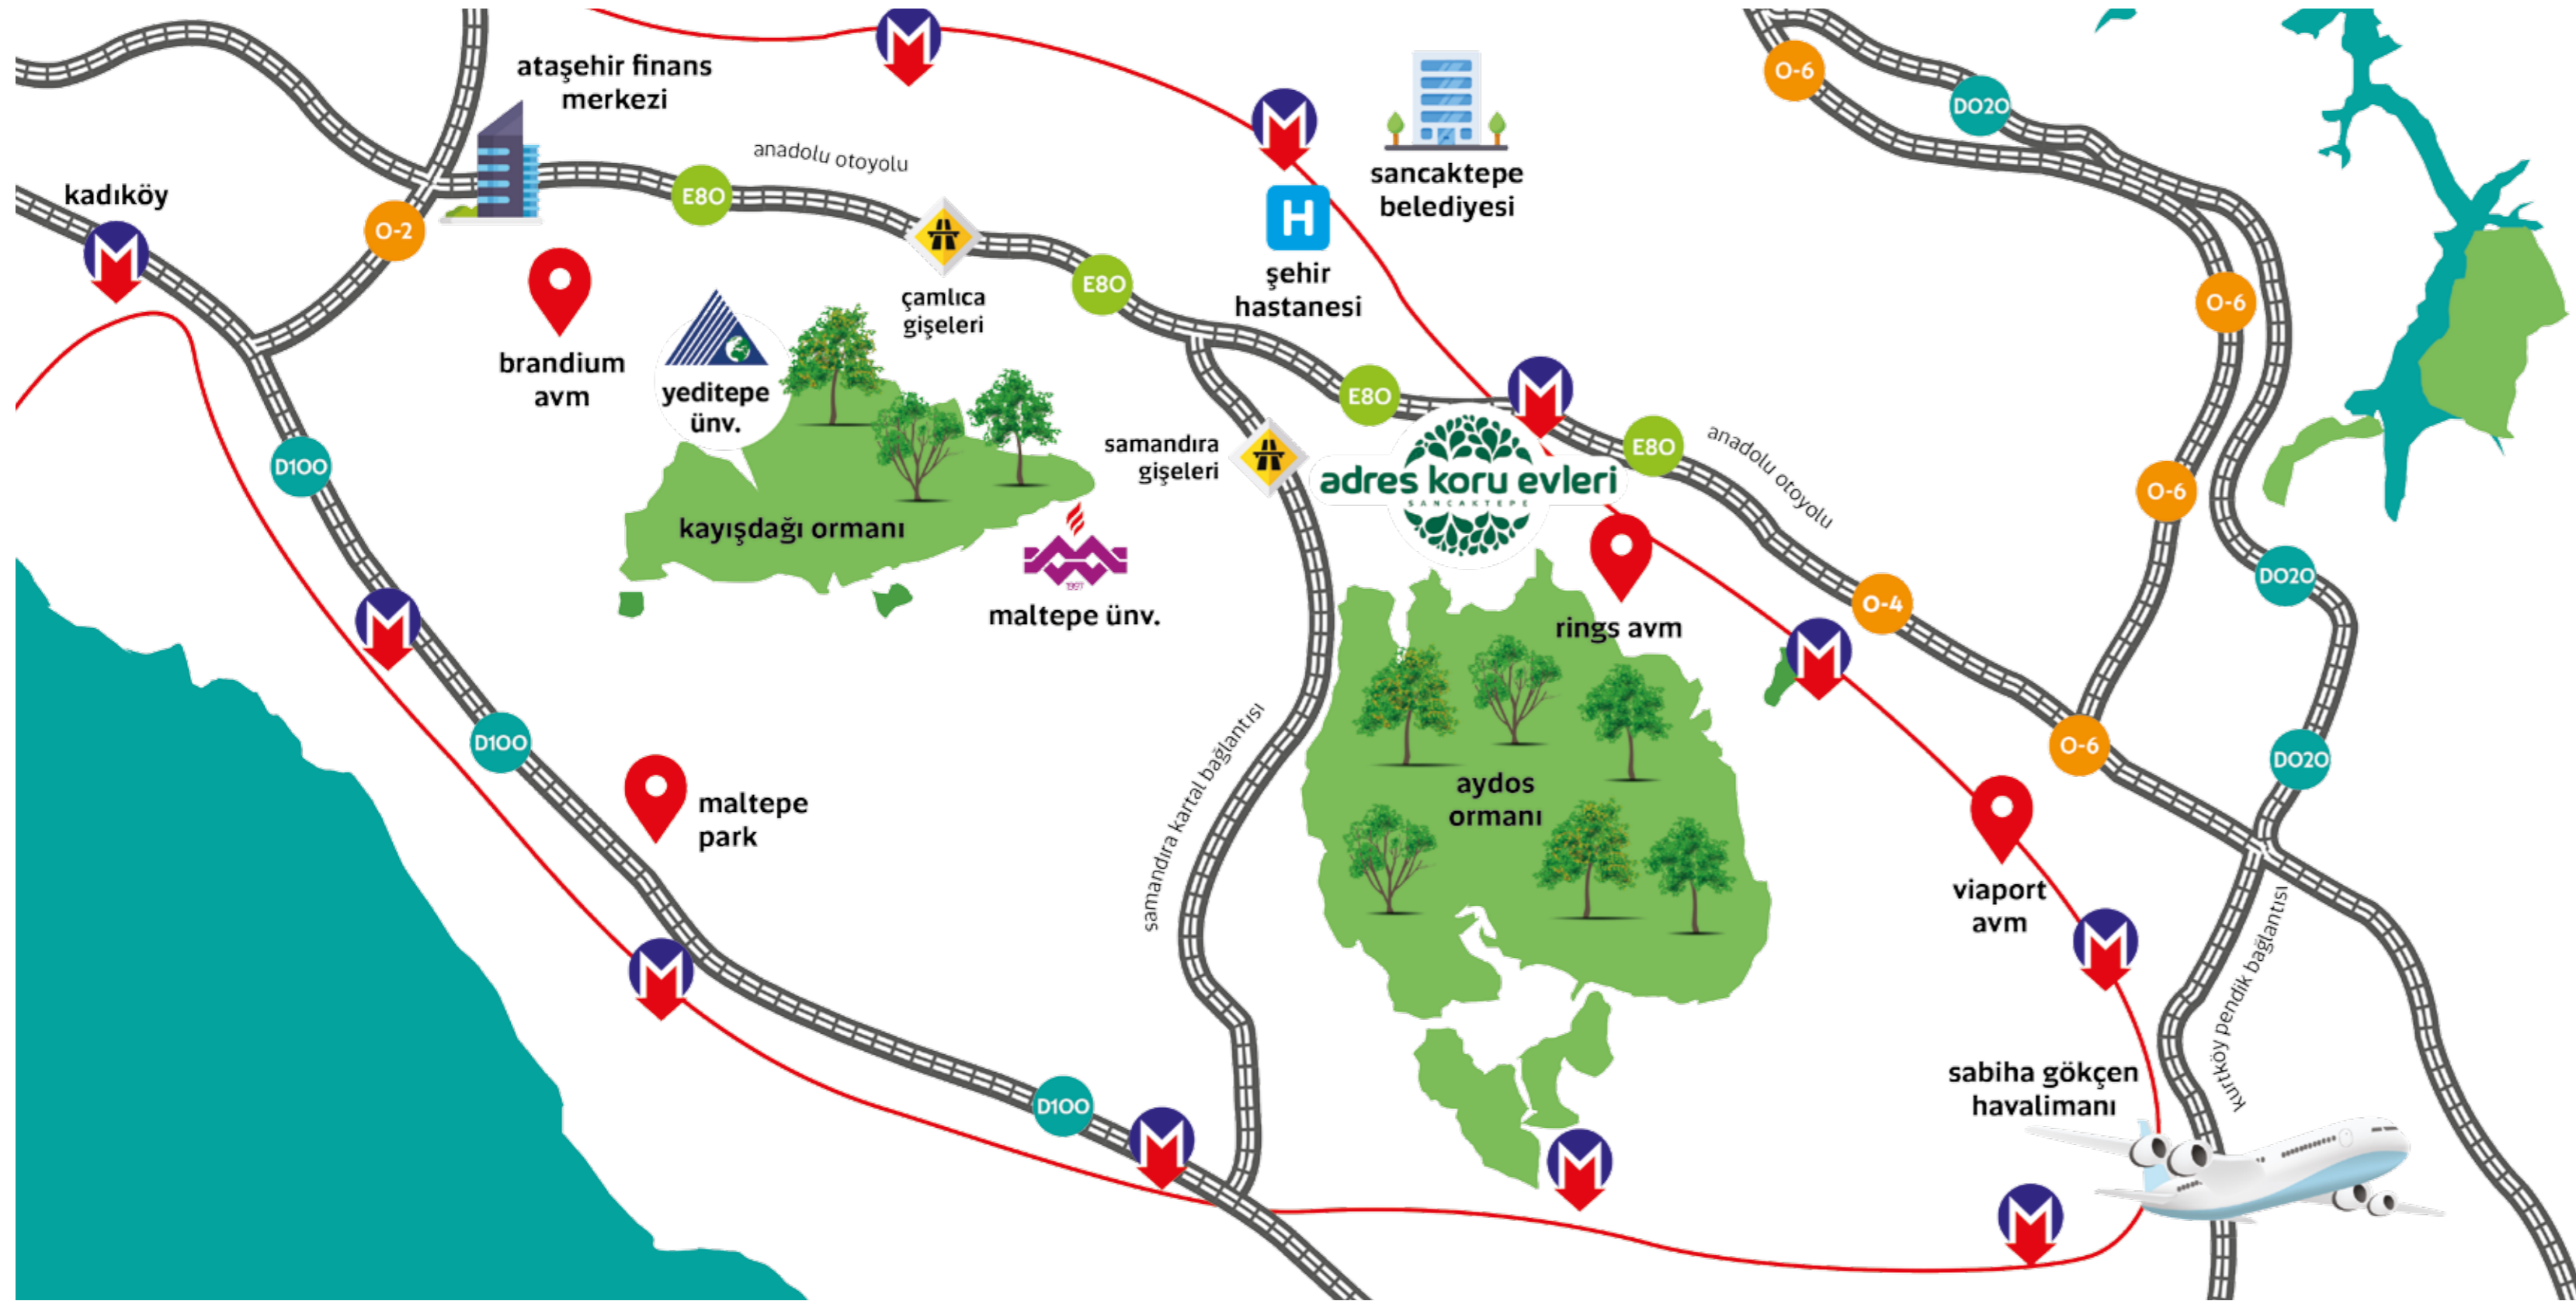 ataşehir finans
merkezi
anadolu otoyolu
kadıköy
O-2
E80
E80
E80
E80
M
M
M
M
M
M
M
M
M
M
M
H
şehir
hastanesi
sancaktepe
belediyesi
O-6
DO20
O-6
O-6
O-6
DO20
DO20
çamlıca
gişeleri
brandium
avm
yeditepe
ünv.
kayışdağı ormanı
1997
maltepe ünv.
samandıra
gişeleri
adres koru evleri
SANCAKTEPE
anadolu otoyolu
O-4
rings avm
D100
D100
D100
maltepe
park
samandıra kartal bağlantısı
aydos
ormanı
viaport
avm
kurtköy pendik bağlantısı
sabiha gökçen
havalimanı